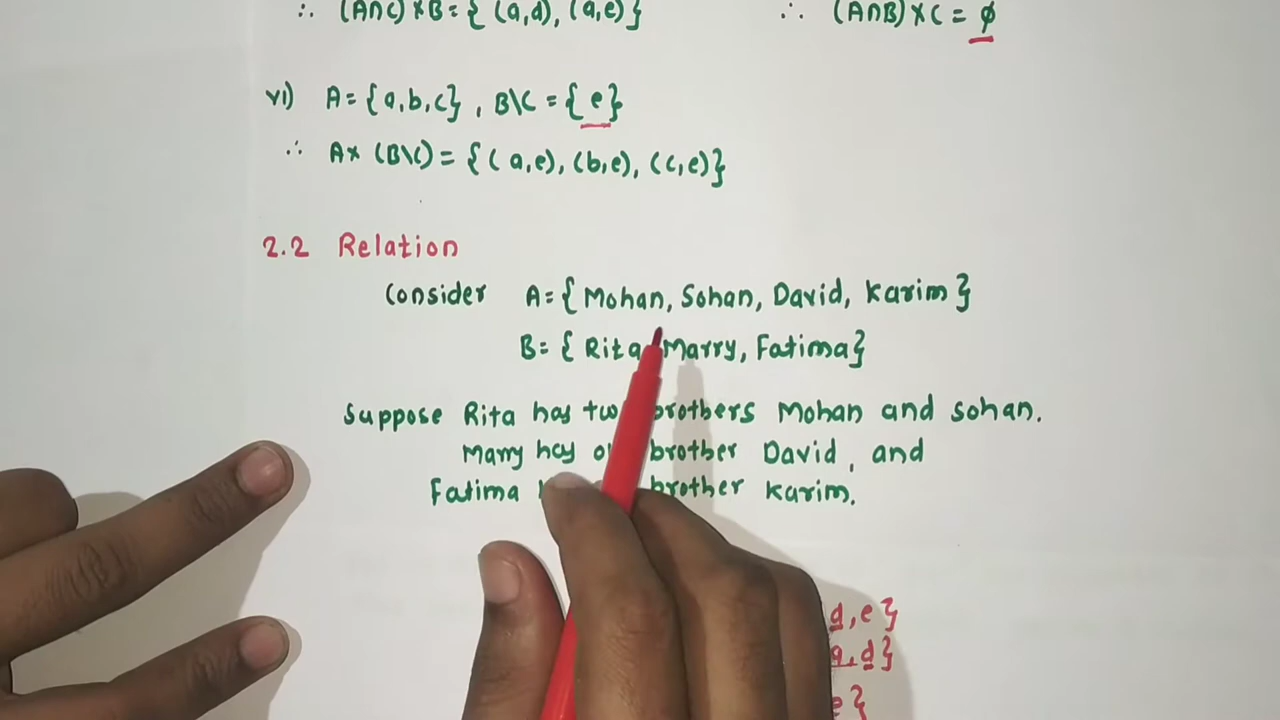 ∴ (A∩C) × B = { (a,d), (a,e) } ∴ (A∩B) × C = φ
vi) A = {a,b,c} , B\C = { e }
∴ A× (B\C) = { ( a,e), (b,e), (c,e) }
2.2 Relation
Consider A = { Mohan, Sohan, David, Karim }
B = { Rita Marry, Fatima }
Suppose Rita has two brothers Mohan and Sohan.
Marry has brother David , and
Fatima brother Karim.
d, e }
a, d }
e }